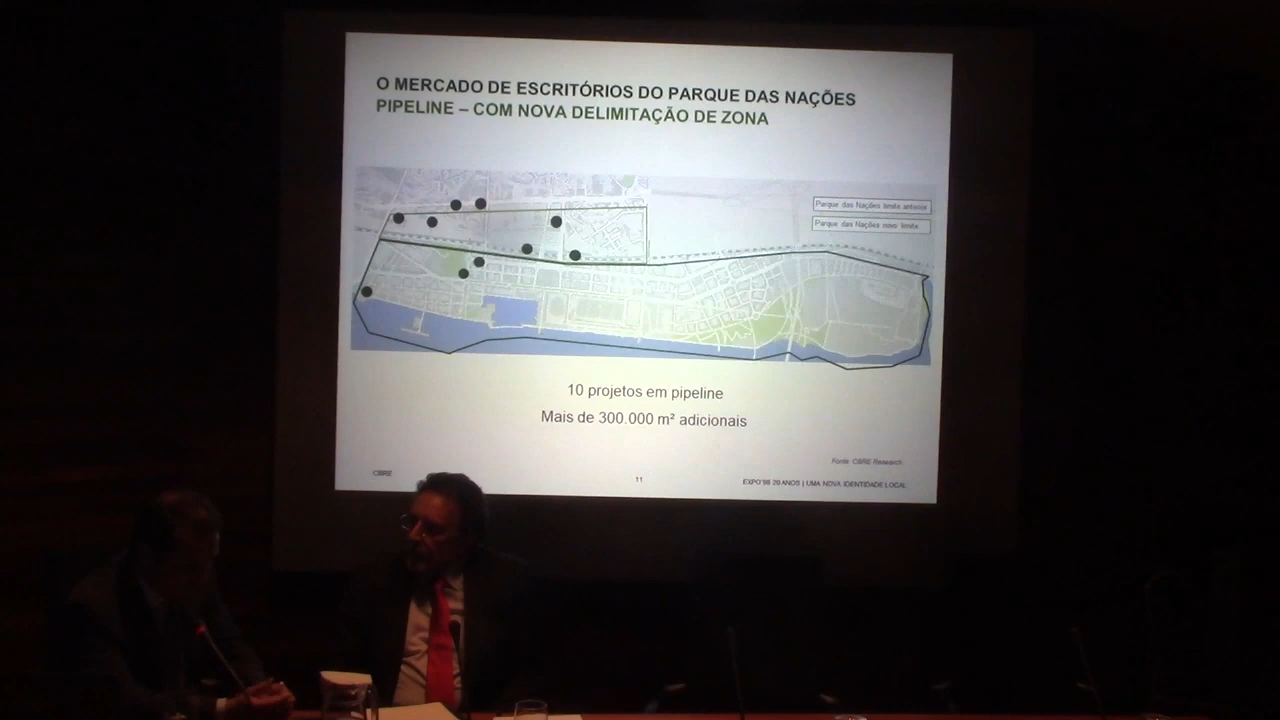 O MERCADO DE ESCRITÓRIOS DO PARQUE DAS NAÇÕES
PIPELINE – COM NOVA DELIMITAÇÃO DE ZONA
Parque das Nações limite anterior
Parque das Nações novo limite
10 projetos em pipeline
Mais de 300.000 m² adicionais
Fonte: CBRE Research.
CBRE
11
EXPO'98 20 ANOS | UMA NOVA IDENTIDADE LOCAL